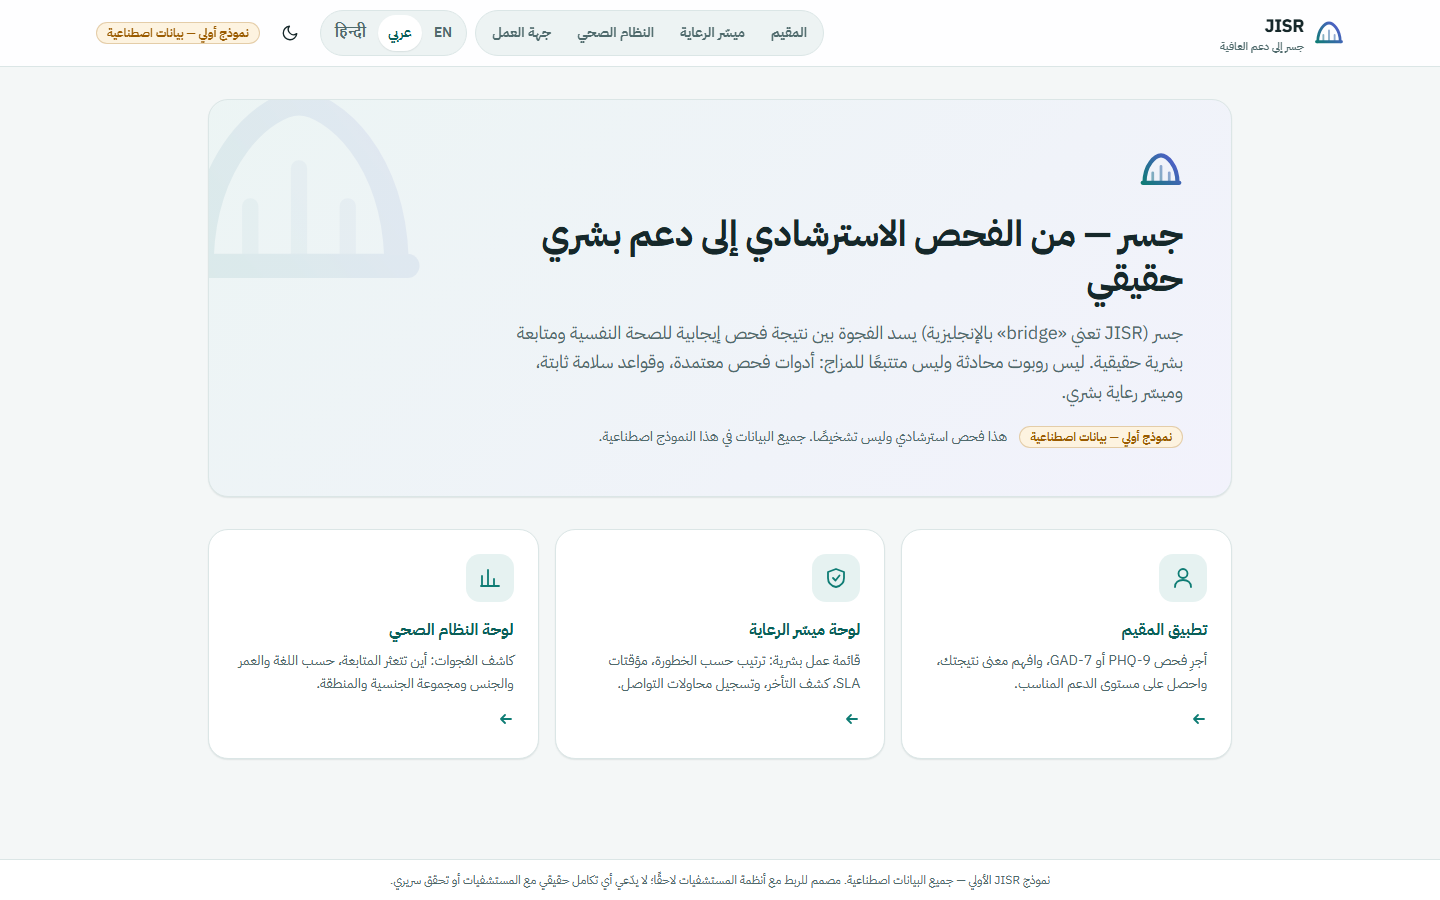 JISR
جسر إلى دعم العافية
المقيم
ميسّر الرعاية
النظام الصحي
جهة العمل
EN
عربي
हिन्दी
نموذج أولي — بيانات اصطناعية
جسر — من الفحص الاسترشادي إلى دعم بشري
حقيقي
جسر (JISR تعني «bridge» بالإنجليزية) يسد الفجوة بين نتيجة فحص إيجابية للصحة النفسية ومتابعة
بشرية حقيقية. ليس روبوت محادثة وليس متتبعًا للمزاج: أدوات فحص معتمدة، وقواعد سلامة ثابتة،
وميسّر رعاية بشري.
نموذج أولي — بيانات اصطناعية
هذا فحص استرشادي وليس تشخيصًا. جميع البيانات في هذا النموذج اصطناعية.
تطبيق المقيم
أجرِ فحص PHQ-9 أو GAD-7، وافهم معنى نتيجتك،
واحصل على مستوى الدعم المناسب.
لوحة ميسّر الرعاية
قائمة عمل بشرية: ترتيب حسب الخطورة، مؤقتات
SLA، كشف التأخر، وتسجيل محاولات التواصل.
لوحة النظام الصحي
كاشف الفجوات: أين تتعثر المتابعة، حسب اللغة والعمر
والجنس ومجموعة الجنسية والمنطقة.
نموذج JISR الأولي — جميع البيانات اصطناعية. مصمم للربط مع أنظمة المستشفيات لاحقًا؛ لا يدّعي أي تكامل حقيقي مع المستشفيات أو تحقق سريري.